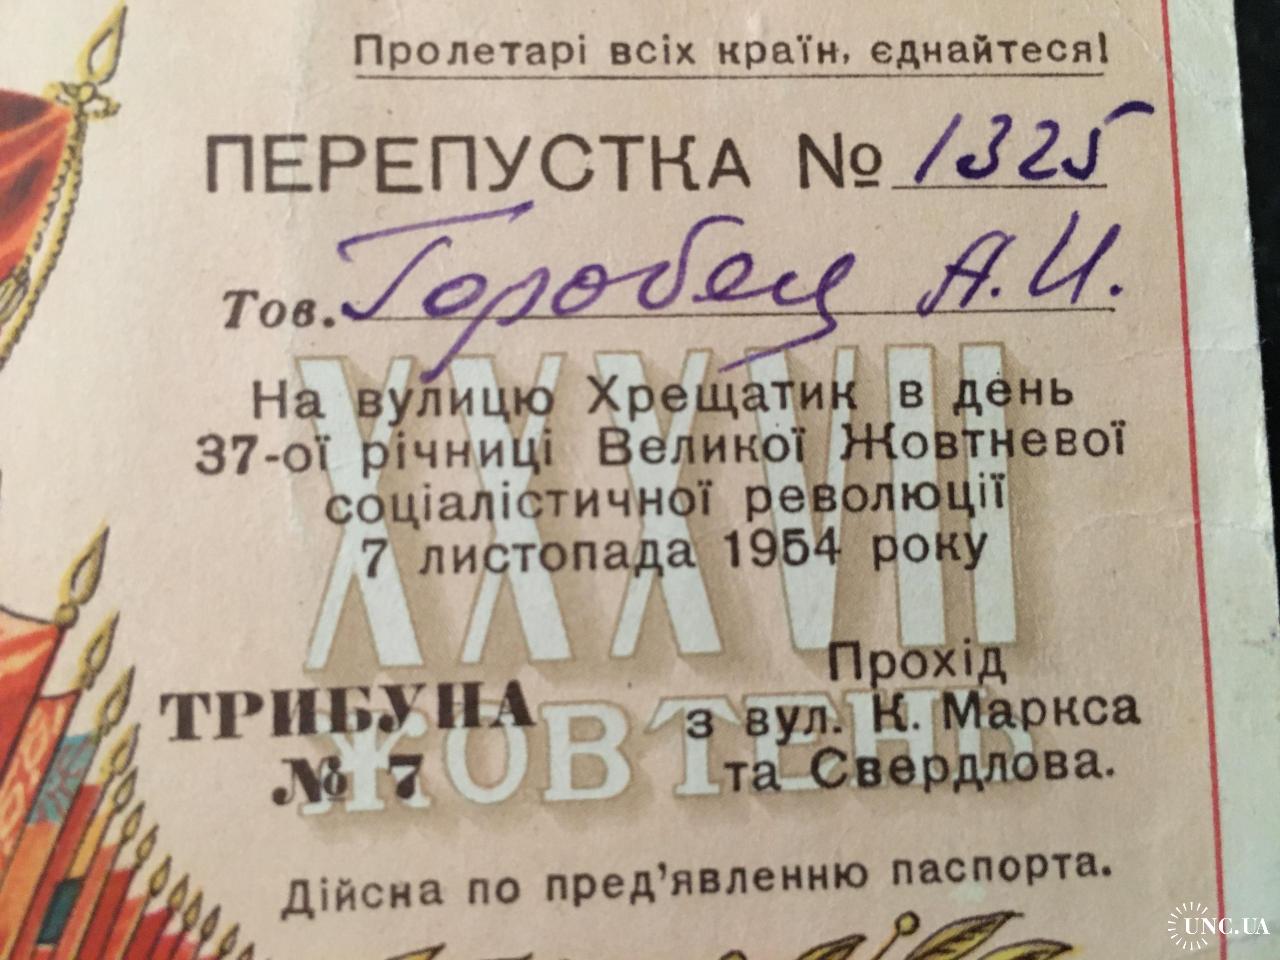 Пролетарі всіх країн, єднайтеся!
ПЕРЕПУСТКА № 1325
Тов. Горобец А.И.
XXXVII
На вулицю Хрещатик в день
37-ої річниці Великої Жовтневої
соціалістичної революції
7 листопада 1954 року
ЖОВТЕНЬ
ТРИБУНА
№ 7
Прохід
з вул. К. Маркса
та Свердлова.
Дійсна по пред'явленню паспорта.
UNC.UA